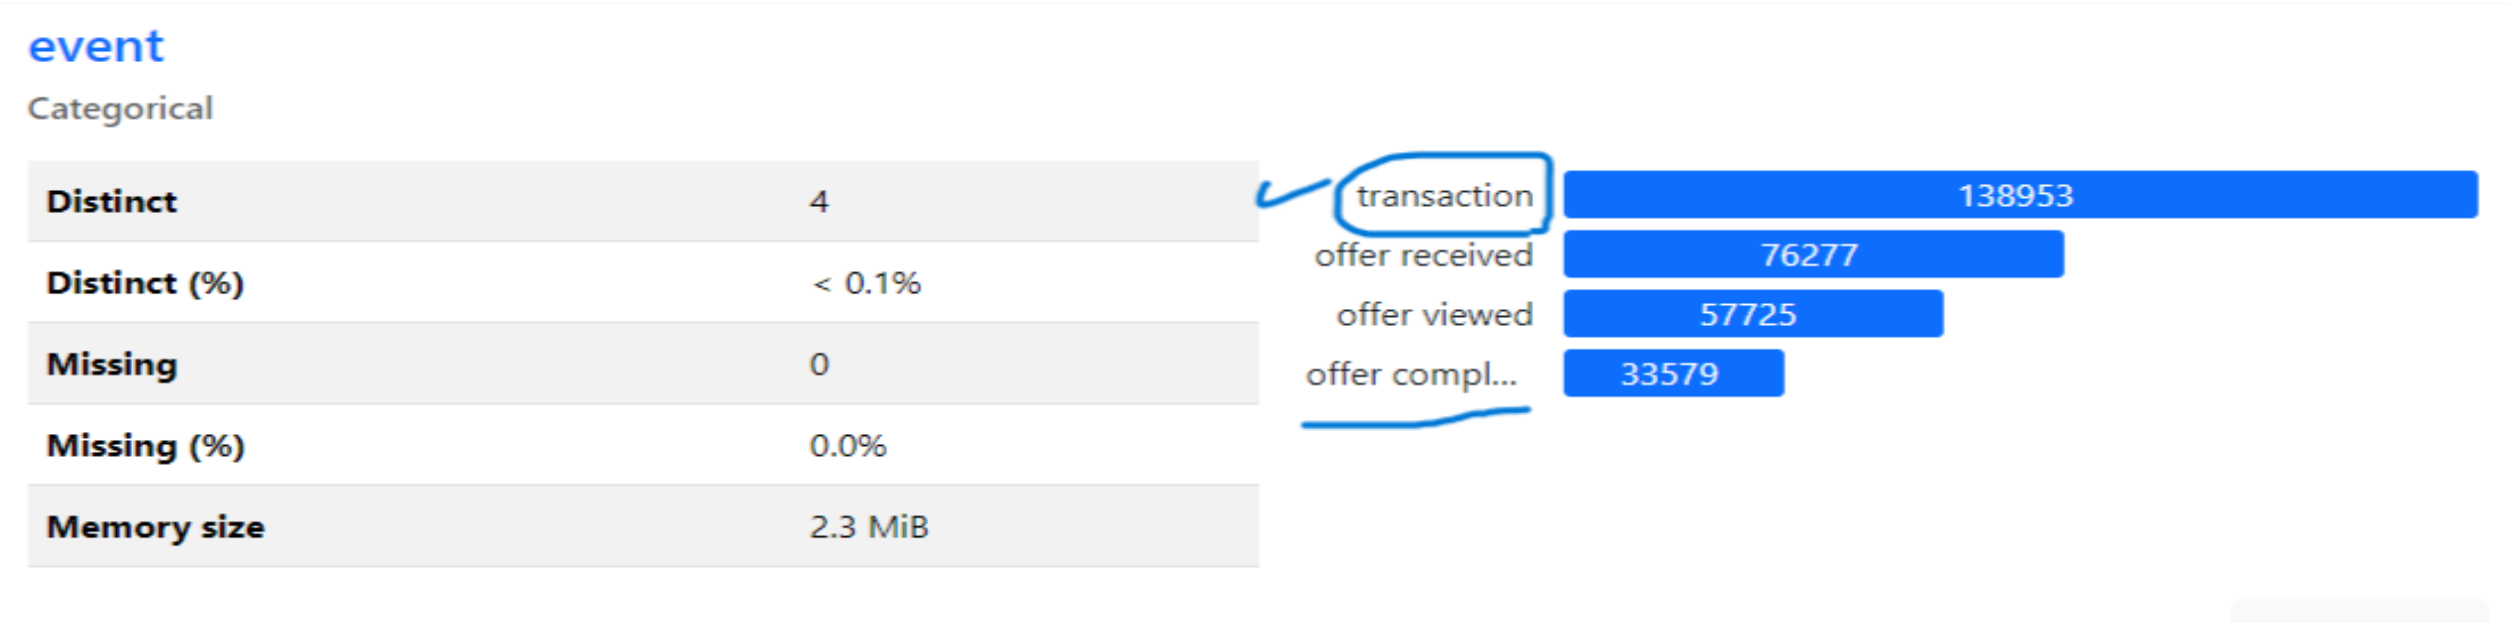 event
Categorical
Distinct 4
Distinct (%) < 0.1%
Missing 0
Missing (%) 0.0%
Memory size 2.3 MiB
transaction 138953
offer received 76277
offer viewed 57725
offer compl... 33579